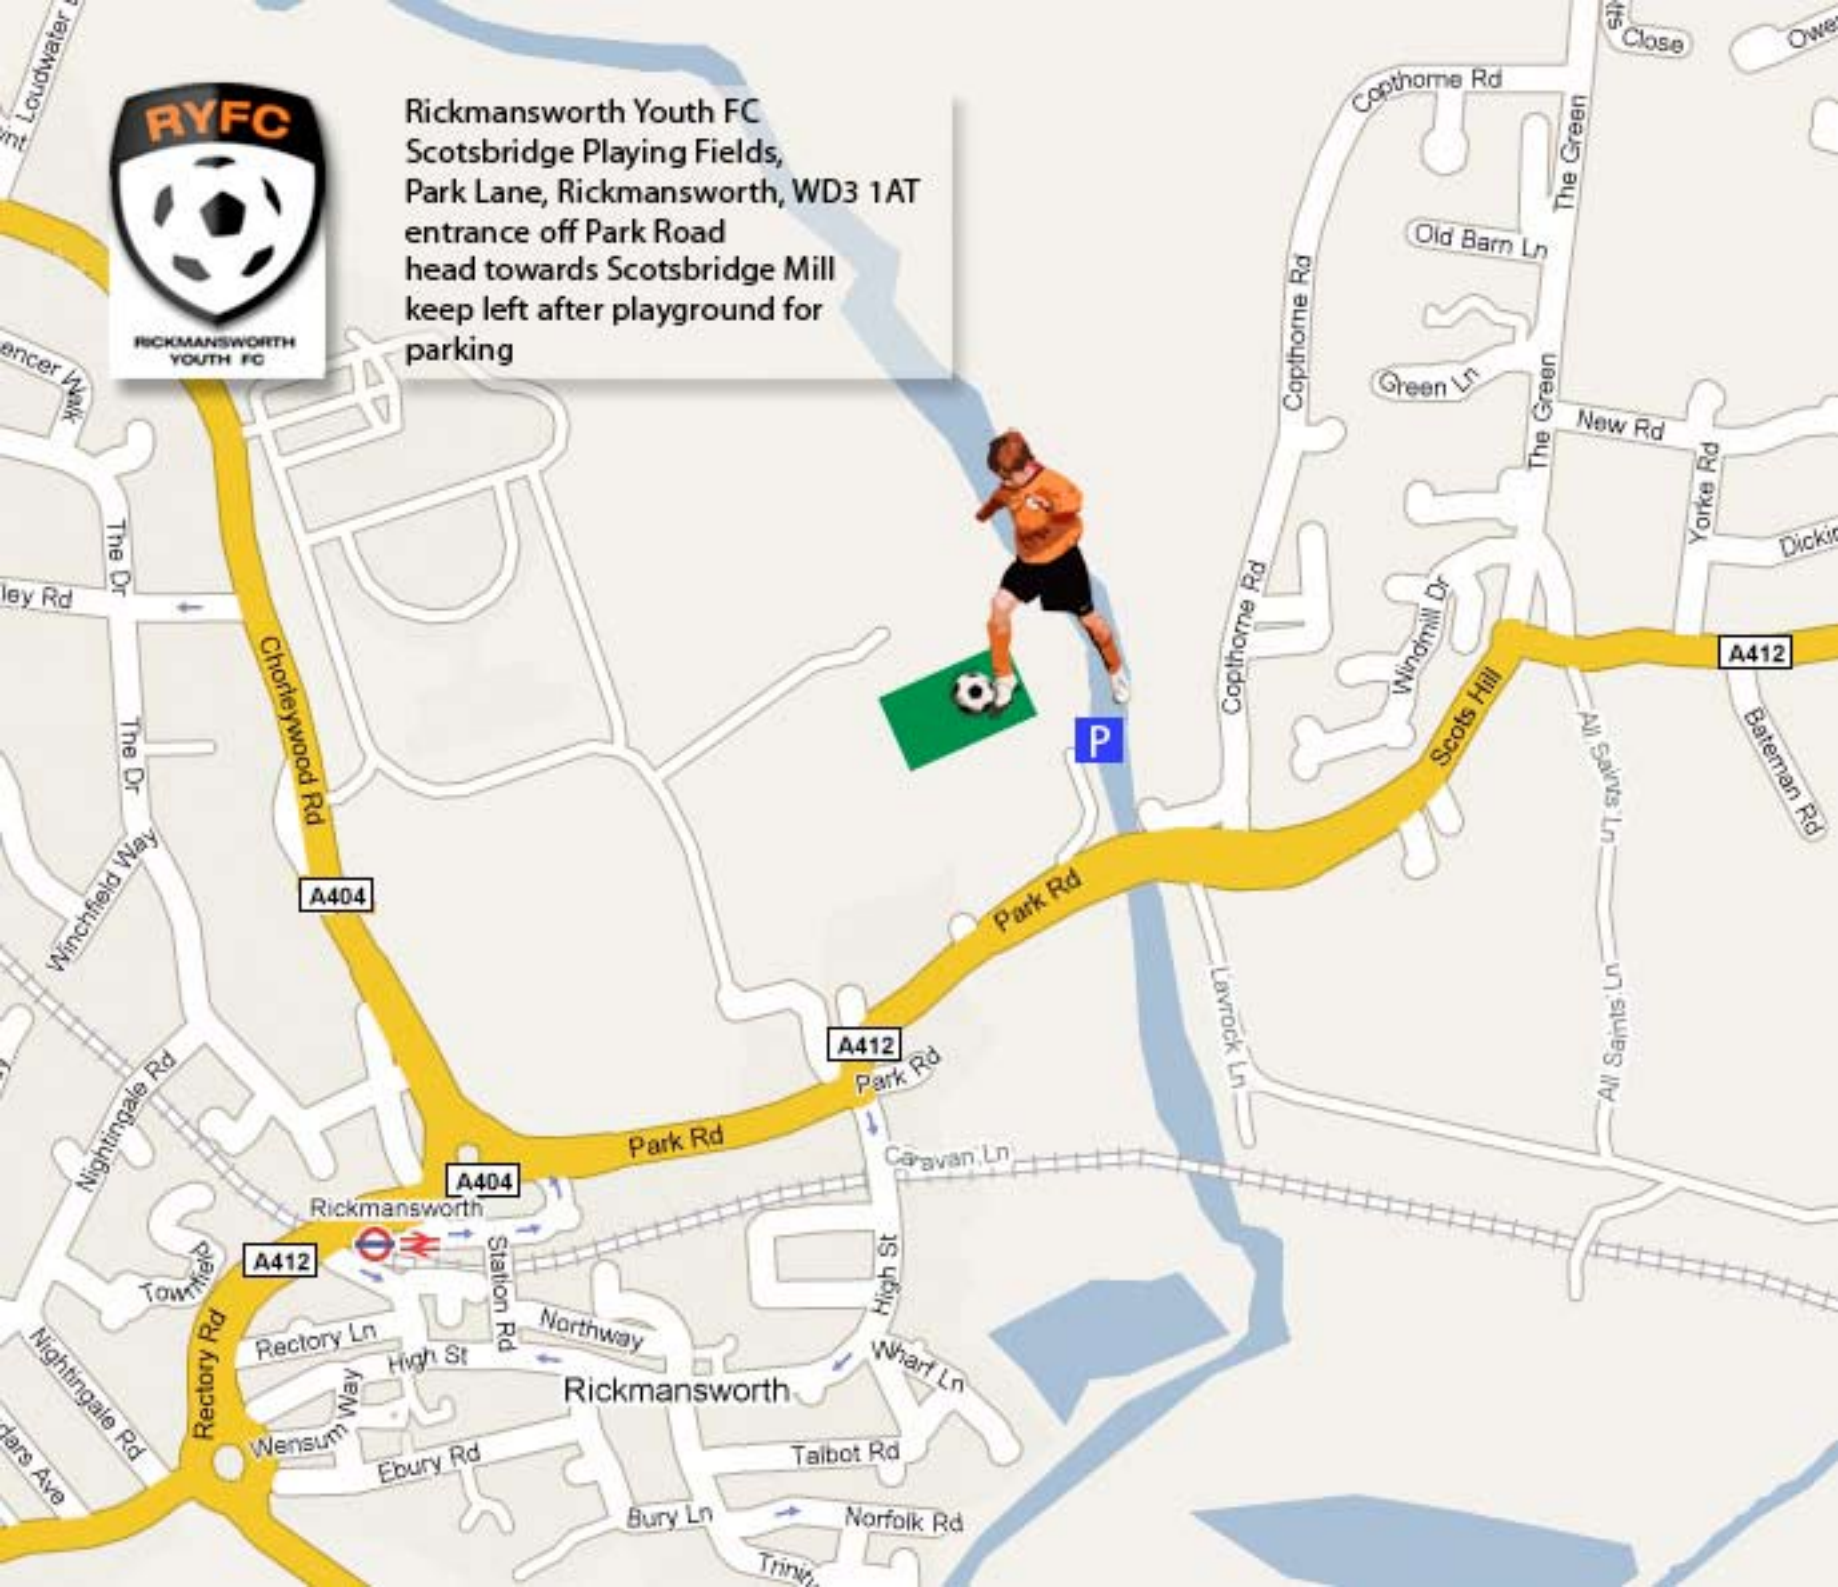 RYFC
RICKMANSWORTH
YOUTH FC
Rickmansworth Youth FC
Scotsbridge Playing Fields,
Park Lane, Rickmansworth, WD3 1AT
entrance off Park Road
head towards Scotsbridge Mill
keep left after playground for
parking
Loudwater
Close
Copthorne Rd
The Green
Old Barn Ln
Copthorne Rd
Green Ln
The Green
New Rd
Yorke Rd
The Dr
Copthorne Rd
Windmill Dr
A412
Chorleywood Rd
The Dr
P
Scots Hill
All Saints' Ln
Bateman Rd
Winchfield Way
A404
Park Rd
Lavrock Ln
All Saints' Ln
A412
Park Rd
Nightingale Rd
Park Rd
Caravan Ln
A404
Rickmansworth
A412
Station Rd
High St
Rectory Rd
Rectory Ln
Northway
High St
Wharf Ln
Rickmansworth
Nightingale Rd
Wensum Way
Ebury Rd
Talbot Rd
Ave
Bury Ln
Norfolk Rd